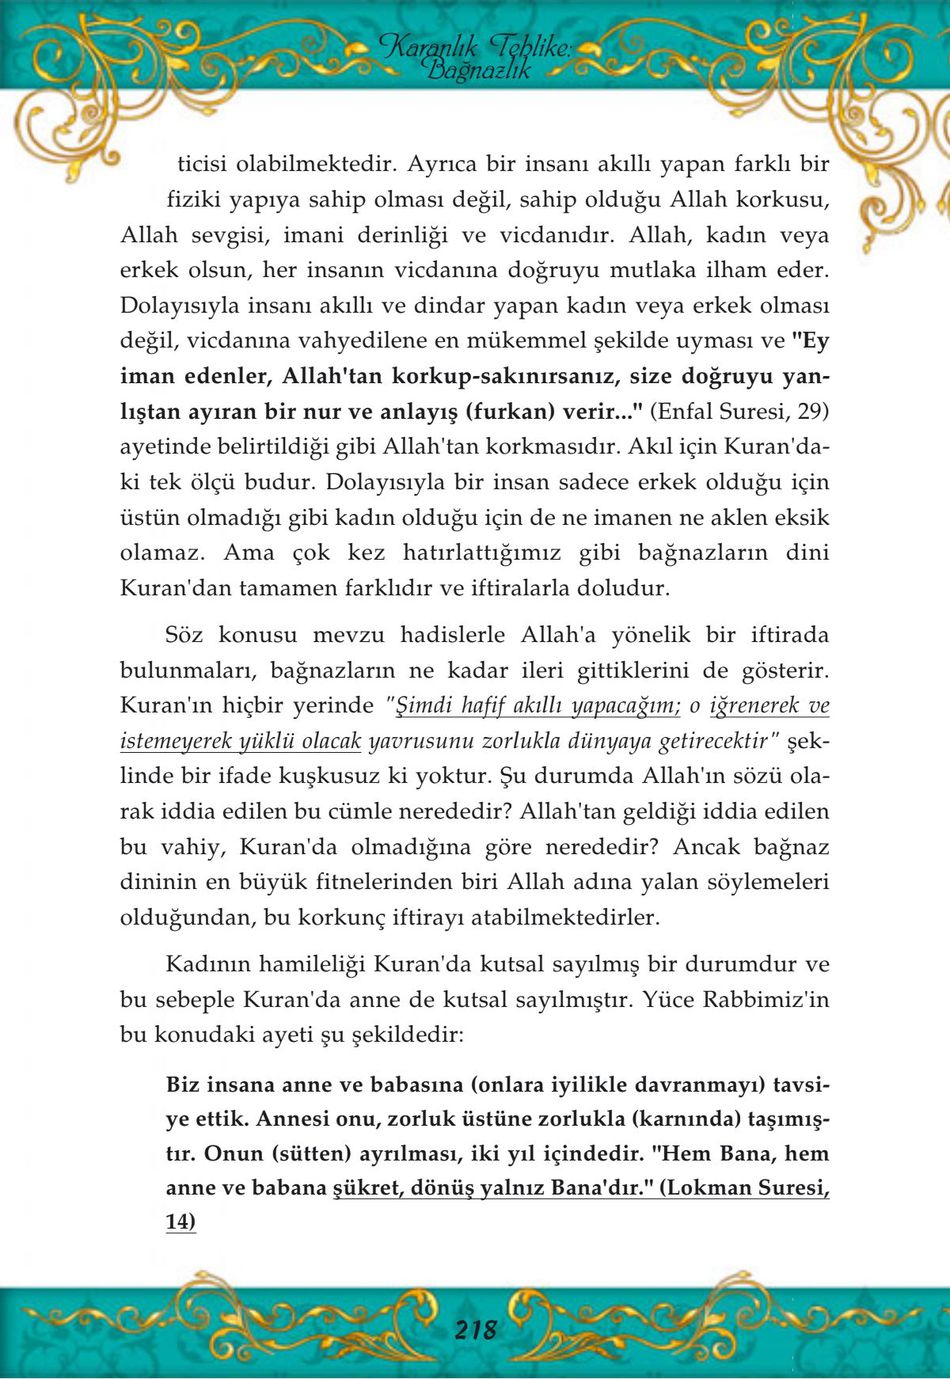 Karanlık Tehlike:
Bağnazlık
ticisi olabilmektedir. Ayrıca bir insanı akıllı yapan farklı bir
fiziki yapıya sahip olması değil, sahip olduğu Allah korkusu,
Allah sevgisi, imani derinliği ve vicdanıdır. Allah, kadın veya
erkek olsun, her insanın vicdanına doğruyu mutlaka ilham eder.
Dolayısıyla insanı akıllı ve dindar yapan kadın veya erkek olması
değil, vicdanına vahyedilene en mükemmel şekilde uyması ve "Ey
iman edenler, Allah'tan korkup-sakınırsanız, size doğruyu yan-
lıştan ayıran bir nur ve anlayış (furkan) verir..." (Enfal Suresi, 29)
ayetinde belirtildiği gibi Allah'tan korkmasıdır. Akıl için Kuran'da-
ki tek ölçü budur. Dolayısıyla bir insan sadece erkek olduğu için
üstün olmadığı gibi kadın olduğu için de ne imanen ne aklen eksik
olamaz. Ama çok kez hatırlattığımız gibi bağnazların dini
Kuran'dan tamamen farklıdır ve iftiralarla doludur.
Söz konusu mevzu hadislerle Allah'a yönelik bir iftirada
bulunmaları, bağnazların ne kadar ileri gittiklerini de gösterir.
Kuran'ın hiçbir yerinde "Şimdi hafif akıllı yapacağım; o iğrenerek ve
istemeyerek yüklü olacak yavrusunu zorlukla dünyaya getirecektir" şek-
linde bir ifade kuşkusuz ki yoktur. Şu durumda Allah'ın sözü ola-
rak iddia edilen bu cümle nerededir? Allah'tan geldiği iddia edilen
bu vahiy, Kuran'da olmadığına göre nerededir? Ancak bağnaz
dininin en büyük fitnelerinden biri Allah adına yalan söylemeleri
olduğundan, bu korkunç iftirayı atabilmektedirler.
Kadının hamileliği Kuran'da kutsal sayılmış bir durumdur ve
bu sebeple Kuran'da anne de kutsal sayılmıştır. Yüce Rabbimiz'in
bu konudaki ayeti şu şekildedir:
Biz insana anne ve babasına (onlara iyilikle davranmayı) tavsi-
ye ettik. Annesi onu, zorluk üstüne zorlukla (karnında) taşımış-
tır. Onun (sütten) ayrılması, iki yıl içindedir. "Hem Bana, hem
anne ve babana şükret, dönüş yalnız Bana'dır." (Lokman Suresi,
14)
218